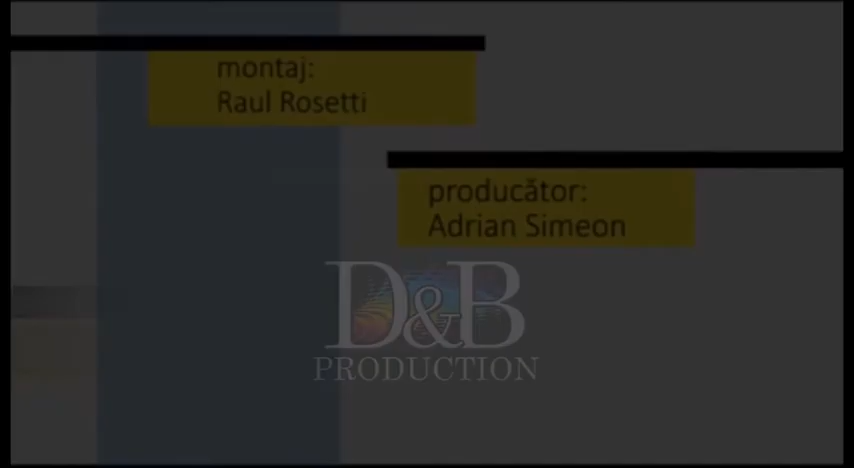 montaj:
Raul Rosetti
producător:
Adrian Simeon
D&B
PRODUCTION